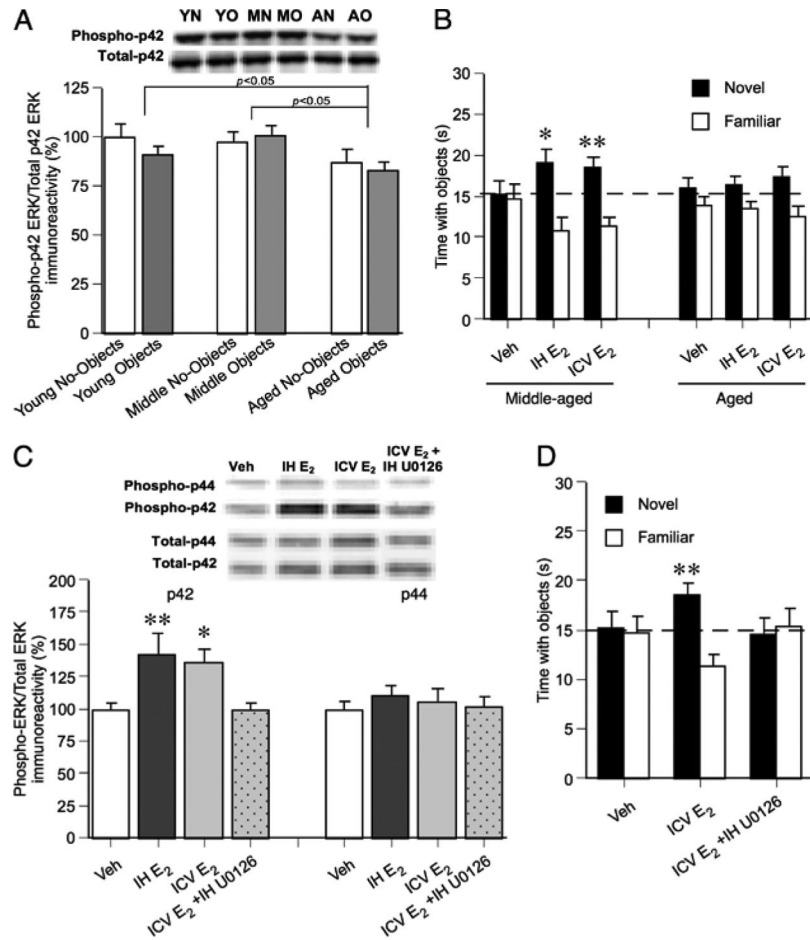 A
YN YO MN MO AN AO
Phospho-p42
Total-p42
p<0.05
p<0.05
Phospho-p42 ERK/Total p42 ERK
immunoreactivity (%)
125
100
75
50
25
0
Young No-Objects
Young Objects
Middle No-Objects
Middle Objects
Aged No-Objects
Aged Objects
B
Time with objects (s)
30
25
20
15
10
5
0
Novel
Familiar
*
**
Veh
IH E₂
ICV E₂
Veh
IH E₂
ICV E₂
Middle-aged
Aged
C
Veh IH E₂ ICV E₂ ICV E₂ +
IH U0126
Phospho-p44
Phospho-p42
Total-p44
Total-p42
p42
p44
Phospho-ERK/Total ERK
immunoreactivity (%)
200
175
150
125
100
75
50
25
0
**
*
Veh
IH E₂
ICV E₂
ICV E₂ +IH U0126
Veh
IH E₂
ICV E₂
ICV E₂ +IH U0126
D
Novel
Familiar
Time with objects (s)
30
25
20
15
10
5
0
**
Veh
ICV E₂
ICV E₂ +IH U0126